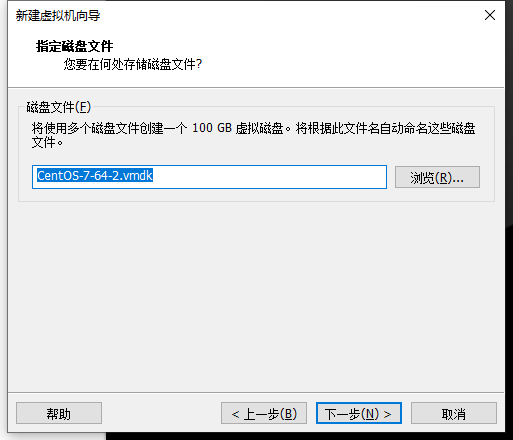 新建虚拟机向导
指定磁盘文件
您要在何处存储磁盘文件?
磁盘文件(F)
将使用多个磁盘文件创建一个 100 GB 虚拟磁盘。将根据此文件名自动命名这些磁盘
文件。
CentOS-7-64-2.vmdk
浏览(R)...
帮助
< 上一步(B)
下一步(N) >
取消